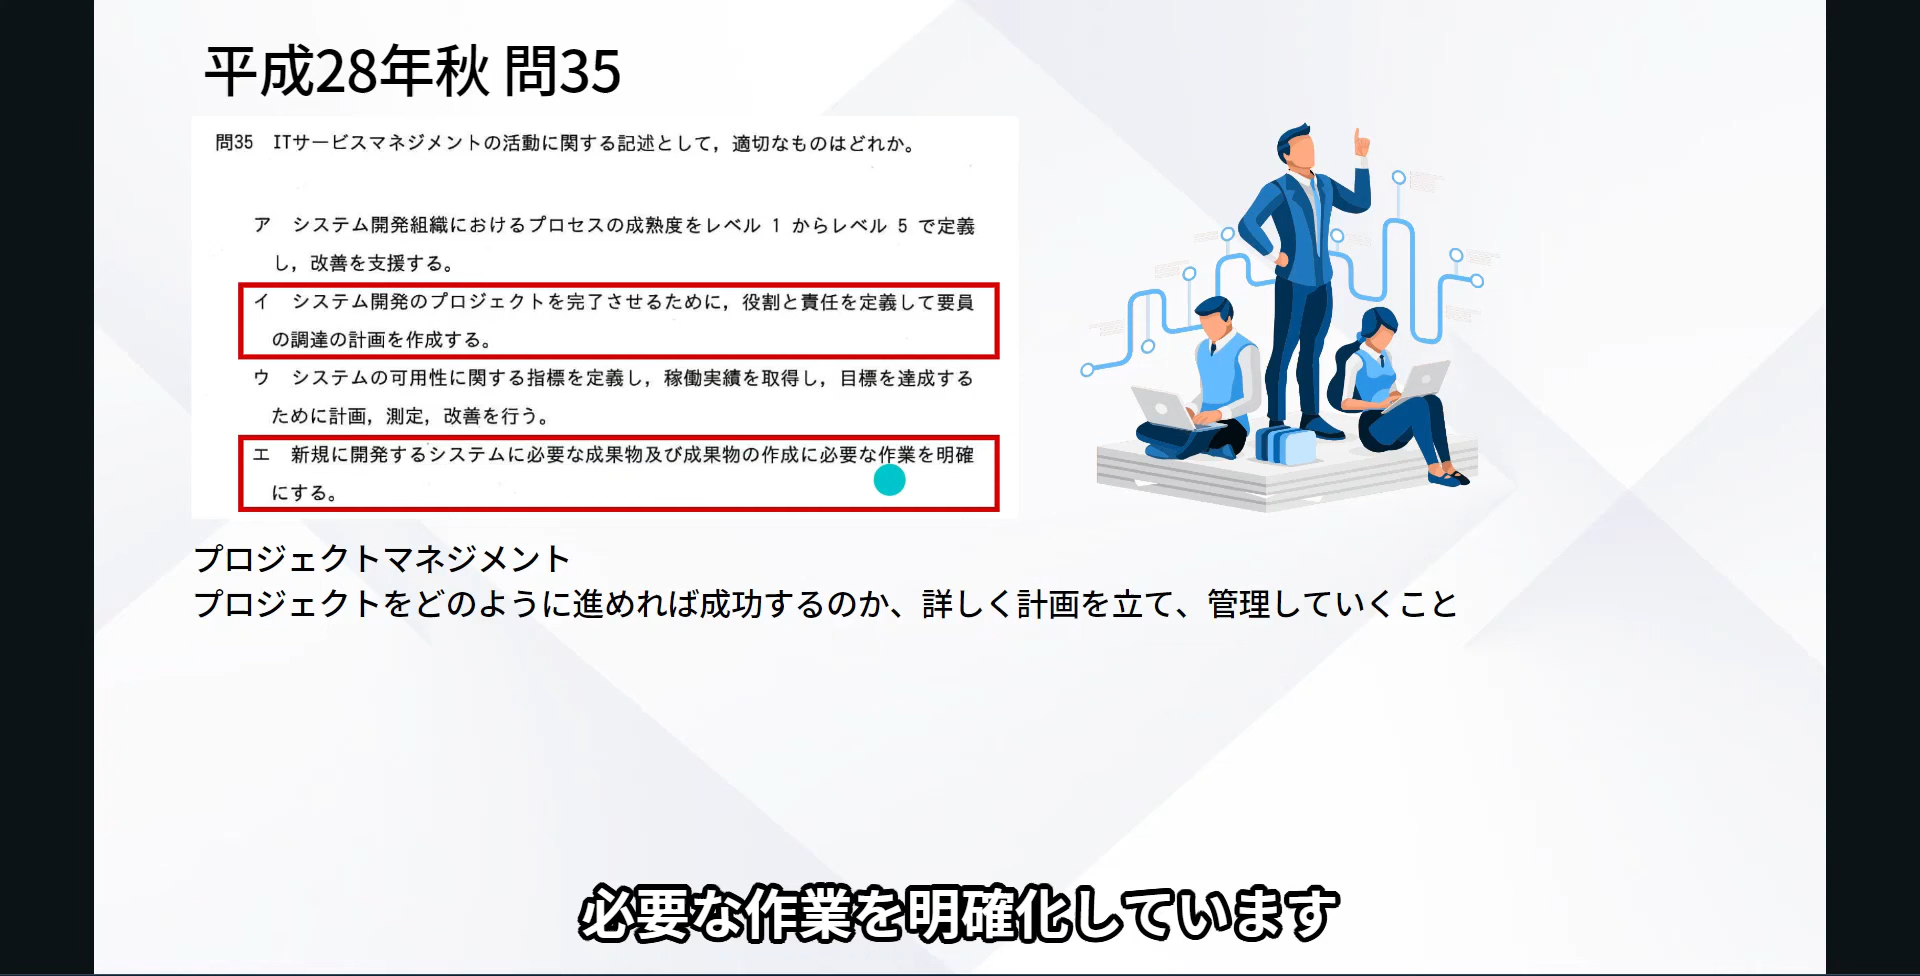 平成28年秋 問35
問35 ITサービスマネジメントの活動に関する記述として，適切なものはどれか。
ア システム開発組織におけるプロセスの成熟度をレベル 1 からレベル 5 で定義
し，改善を支援する。
イ システム開発のプロジェクトを完了させるために，役割と責任を定義して要員
の調達の計画を作成する。
ウ システムの可用性に関する指標を定義し，稼働実績を取得し，目標を達成する
ために計画，測定，改善を行う。
エ 新規に開発するシステムに必要な成果物及び成果物の作成に必要な作業を明確
にする。
プロジェクトマネジメント
プロジェクトをどのように進めれば成功するのか、詳しく計画を立て、管理していくこと
必要な作業を明確化しています